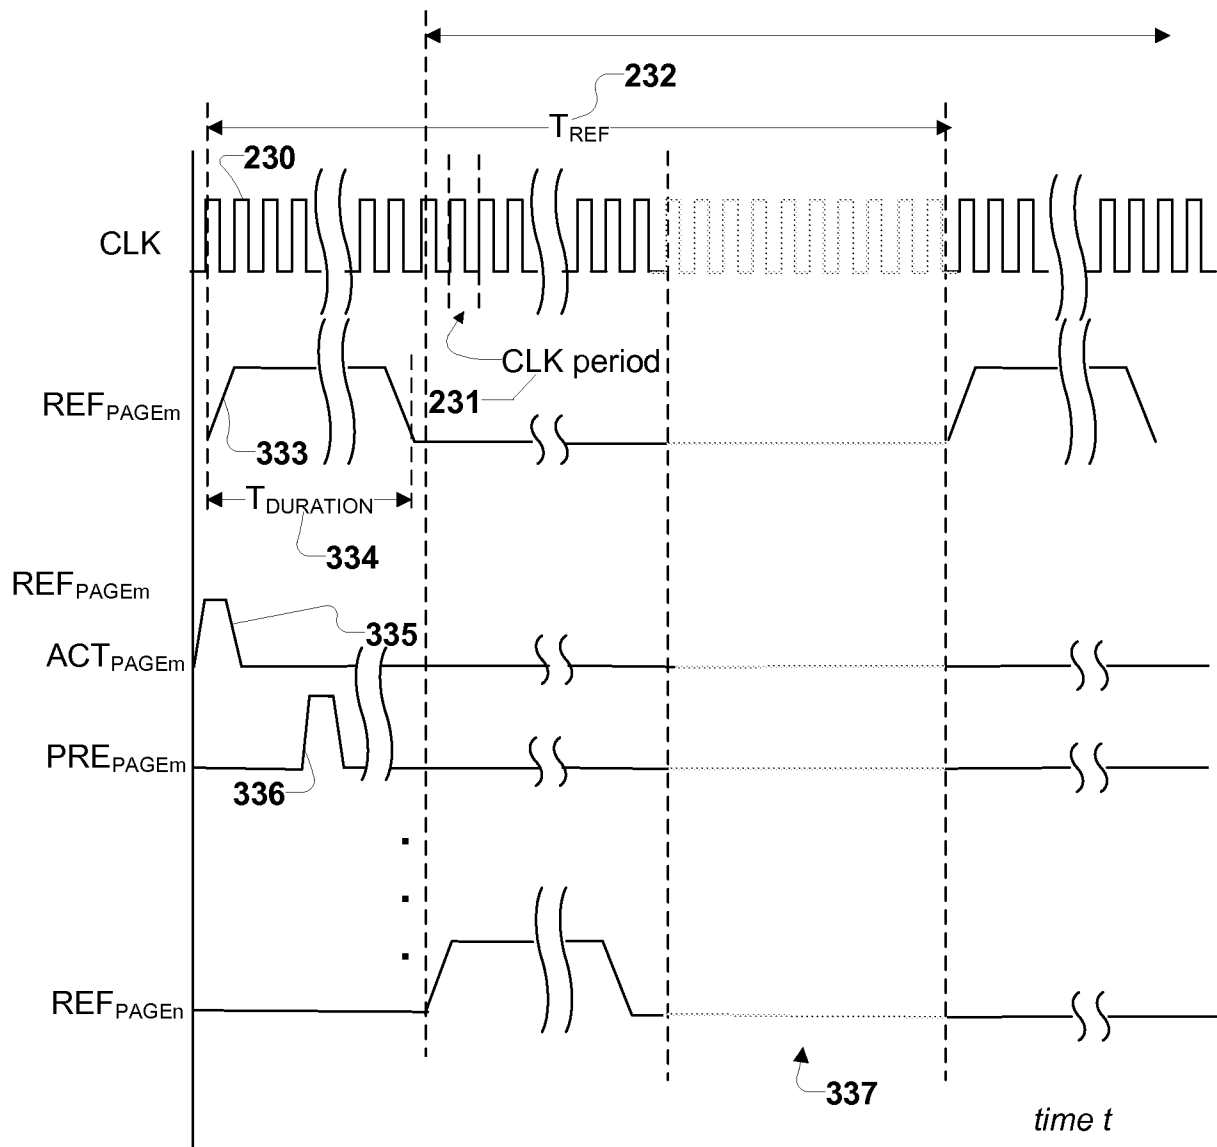 232
TREF
230
CLK
CLK period
231
REFPAGEm
333
TDURATION
334
REFPAGEm
335
ACTPAGEm
PREPAGEm
336
REFPAGEn
337
time t